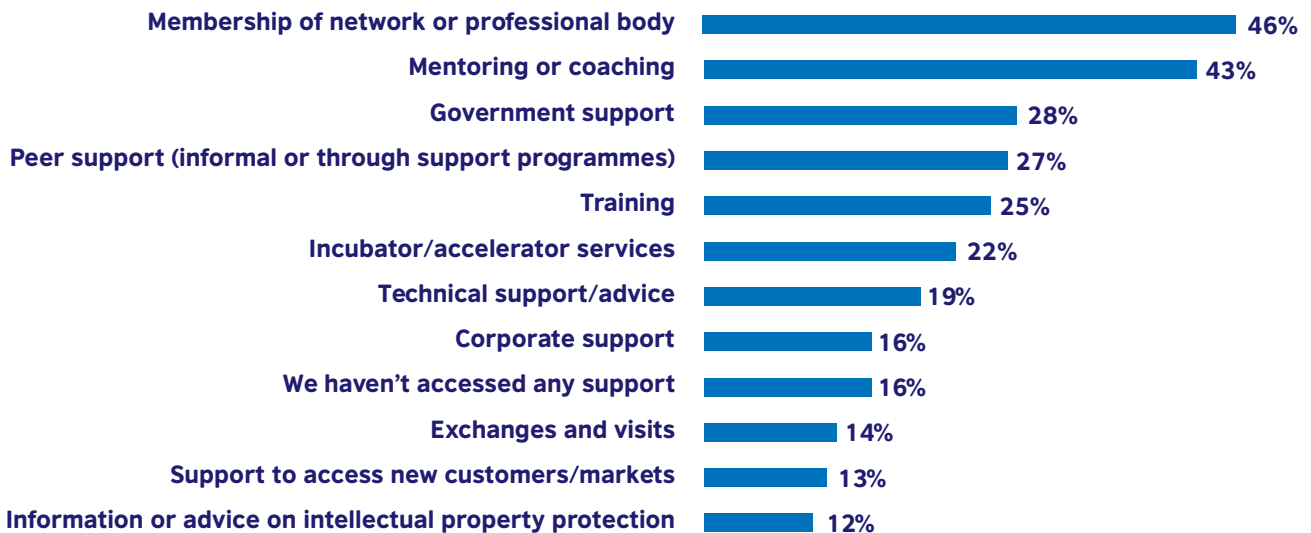 Membership of network or professional body 46%
Mentoring or coaching 43%
Government support 28%
Peer support (informal or through support programmes) 27%
Training 25%
Incubator/accelerator services 22%
Technical support/advice 19%
Corporate support 16%
We haven’t accessed any support 16%
Exchanges and visits 14%
Support to access new customers/markets 13%
Information or advice on intellectual property protection 12%